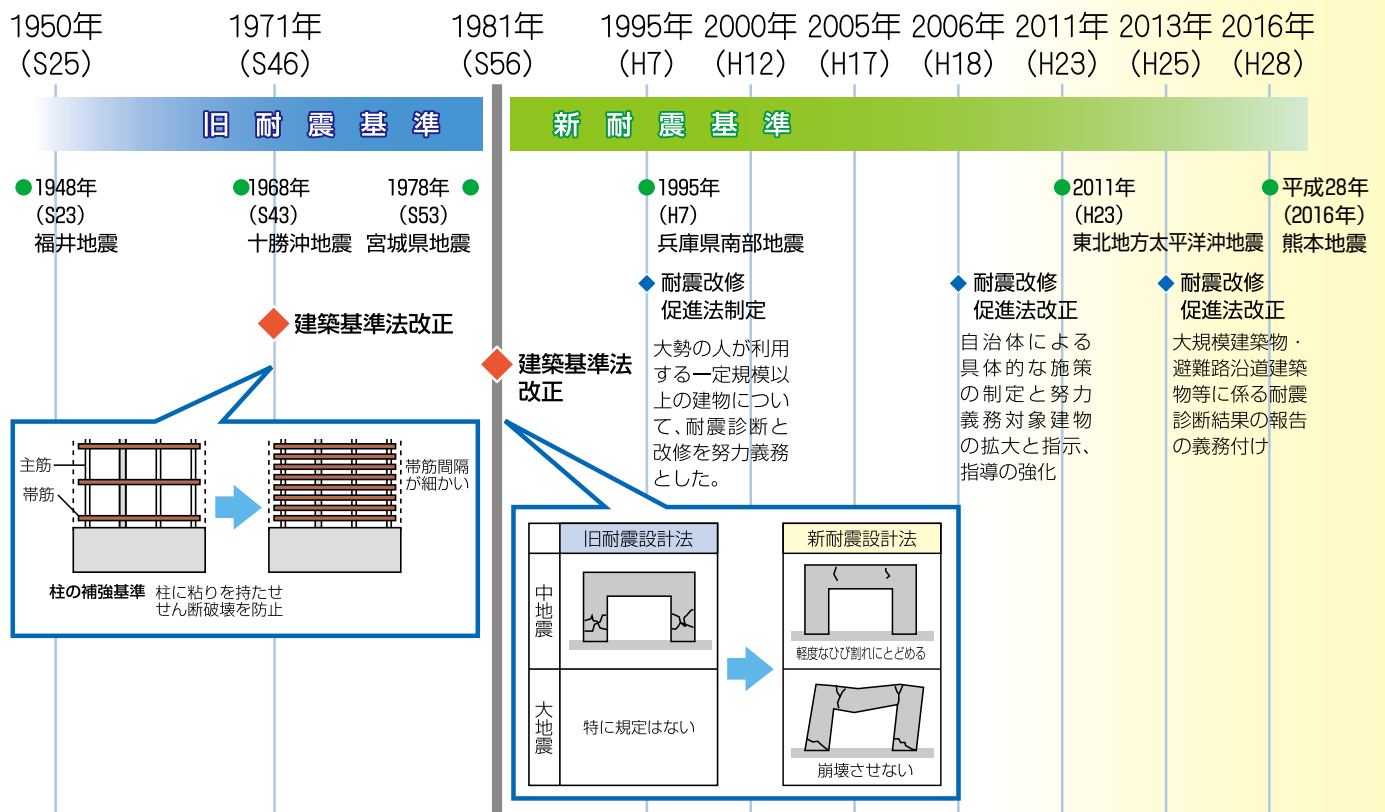 1950年
(S25)
1971年
(S46)
1981年
(S56)
1995年
(H7)
2000年
(H12)
2005年
(H17)
2006年
(H18)
2011年
(H23)
2013年
(H25)
2016年
(H28)
旧耐震基準
新耐震基準
1948年
(S23)
福井地震
1968年
(S43)
十勝沖地震
1978年
(S53)
宮城県地震
1995年
(H7)
兵庫県南部地震
2011年
(H23)
東北地方太平洋沖地震
平成28年
(2016年)
熊本地震
建築基準法改正
建築基準法
改正
耐震改修
促進法制定
大勢の人が利用
する一定規模以
上の建物につい
て、耐震診断と
改修を努力義務
とした。
耐震改修
促進法改正
自治体による
具体的な施策
の制定と努力
義務対象建物
の拡大と指示、
指導の強化
耐震改修
促進法改正
大規模建築物・
避難路沿道建築
物等に係る耐震
診断結果の報告
の義務付け
主筋
帯筋
帯筋間隔
が細かい
柱の補強基準
柱に粘りを持たせ
せん断破壊を防止
旧耐震設計法
新耐震設計法
中地震
軽度なひび割れにとどめる
大地震
特に規定はない
崩壊させない